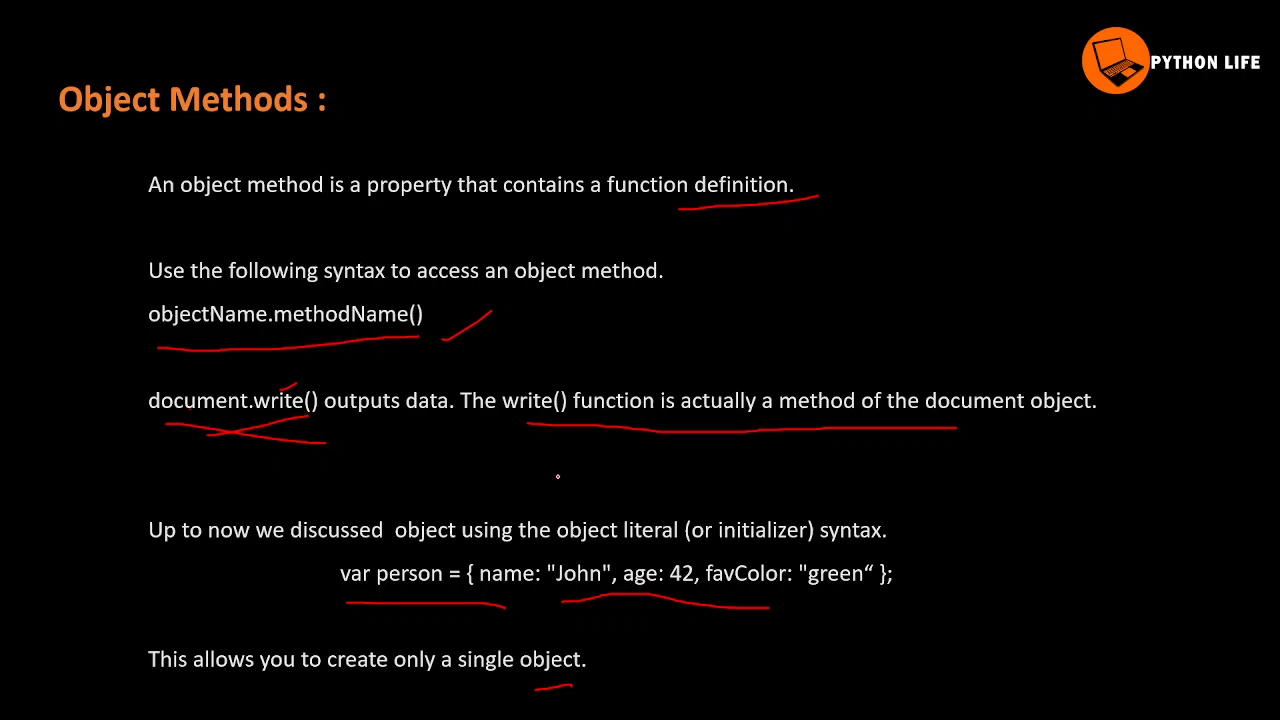 PYTHON LIFE
Object Methods :
An object method is a property that contains a function definition.
Use the following syntax to access an object method.
objectName.methodName()
document.write() outputs data. The write() function is actually a method of the document object.
Up to now we discussed  object using the object literal (or initializer) syntax.
var person = { name: "John", age: 42, favColor: "green“ };
This allows you to create only a single object.